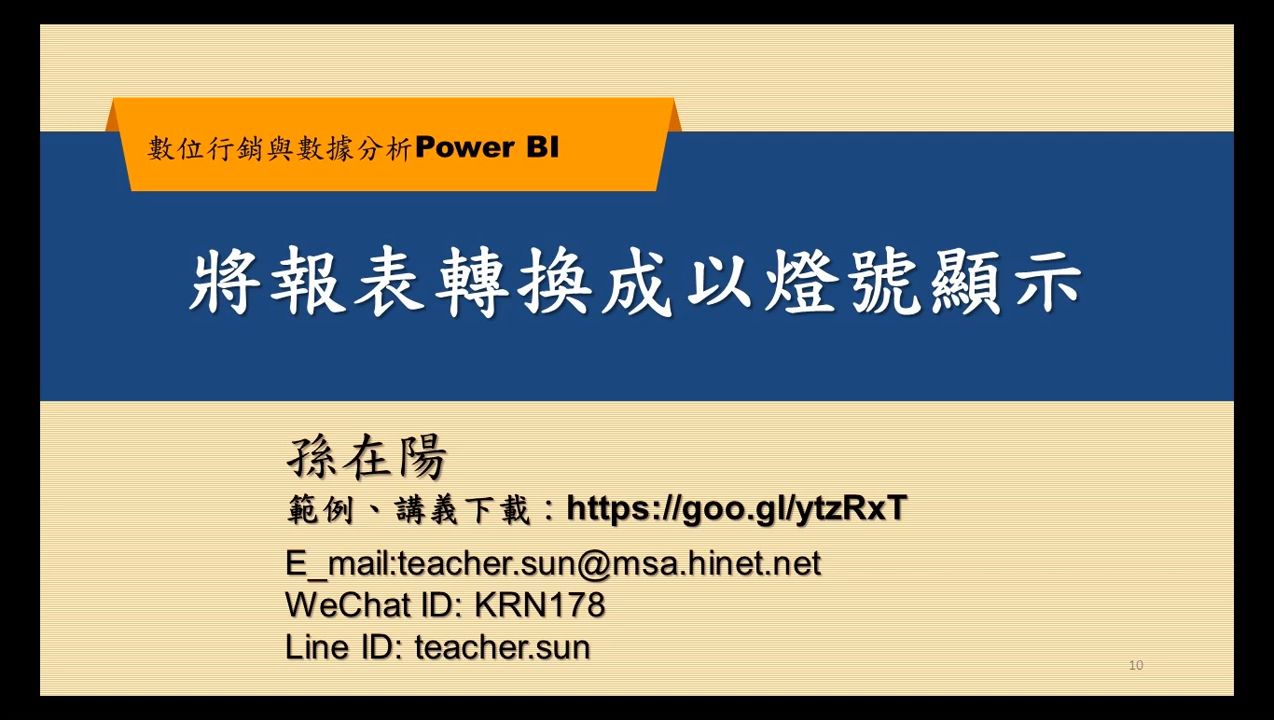 數位行銷與數據分析Power BI
將報表轉換成以燈號顯示
孫在陽
範例、講義下載：https://goo.gl/ytzRxT
E_mail:teacher.sun@msa.hinet.net
WeChat ID: KRN178
Line ID: teacher.sun
10